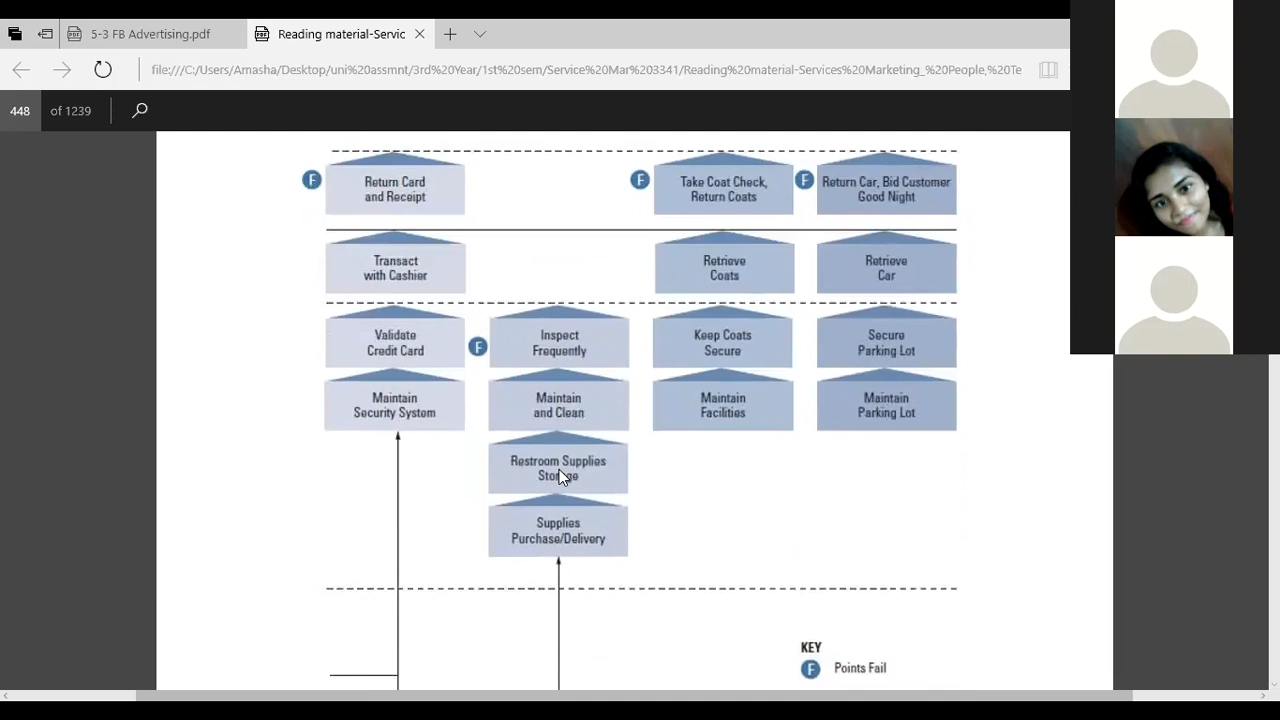 5-3 FB Advertising.pdf
Reading material-Servic
file:///C:/Users/Amasha/Desktop/uni%20assmnt/3rd%20Year/1st%20sem/Service%20Mar%203341/Reading%20material-Services%20Marketing_%20People,%20Te
448 of 1239
F
Return Card
and Receipt
F
Take Coat Check,
Return Coats
F
Return Car, Bid Customer
Good Night
Transact
with Cashier
Retrieve
Coats
Retrieve
Car
Validate
Credit Card
F
Inspect
Frequently
Keep Coats
Secure
Secure
Parking Lot
Maintain
Security System
Maintain
and Clean
Maintain
Facilities
Maintain
Parking Lot
Restroom Supplies
Storage
Supplies
Purchase/Delivery
KEY
F Points Fail